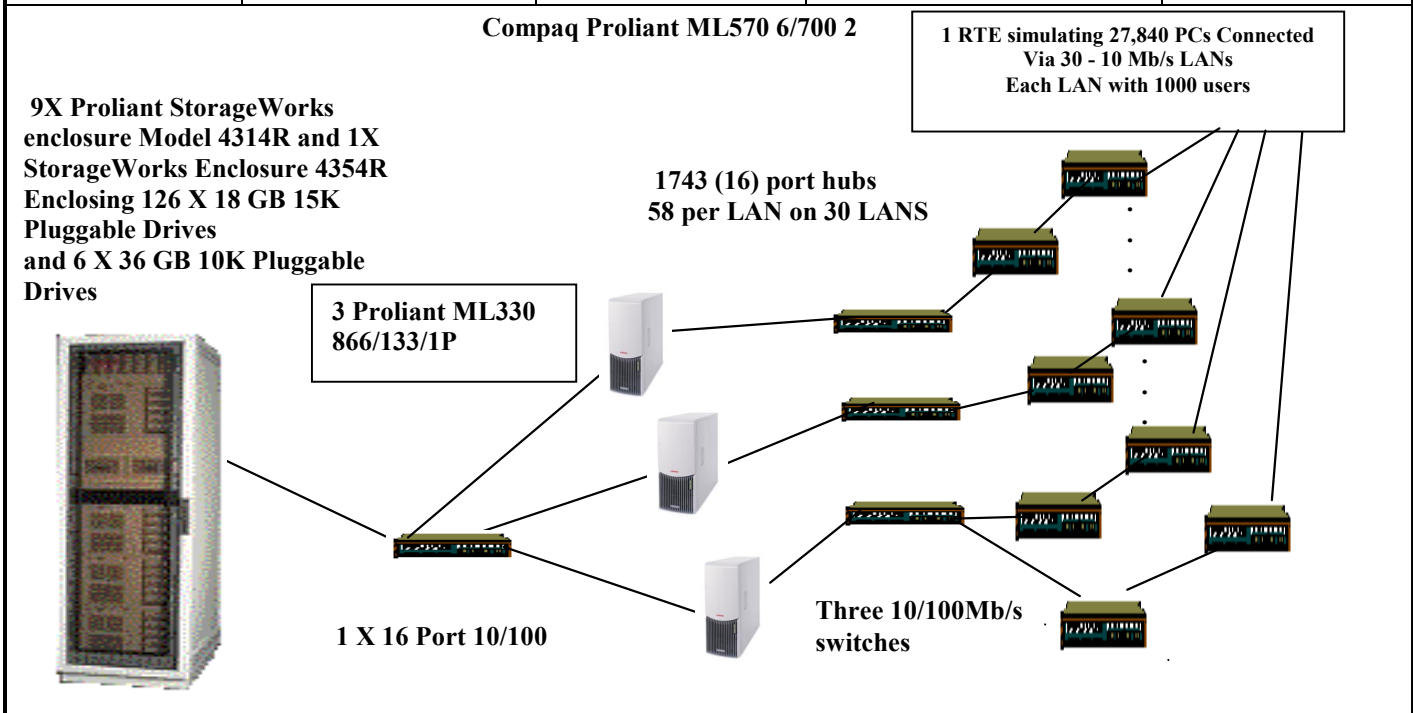 Compaq Proliant ML570 6/700 2
1 RTE simulating 27,840 PCs Connected
Via 30 - 10 Mb/s LANs
Each LAN with 1000 users
9X Proliant StorageWorks
enclosure Model 4314R and 1X
StorageWorks Enclosure 4354R
Enclosing 126 X 18 GB 15K
Pluggable Drives
and 6 X 36 GB 10K Pluggable
Drives
1743 (16) port hubs
58 per LAN on 30 LANS
3 Proliant ML330
866/133/1P
1 X 16 Port 10/100
Three 10/100Mb/s
switches